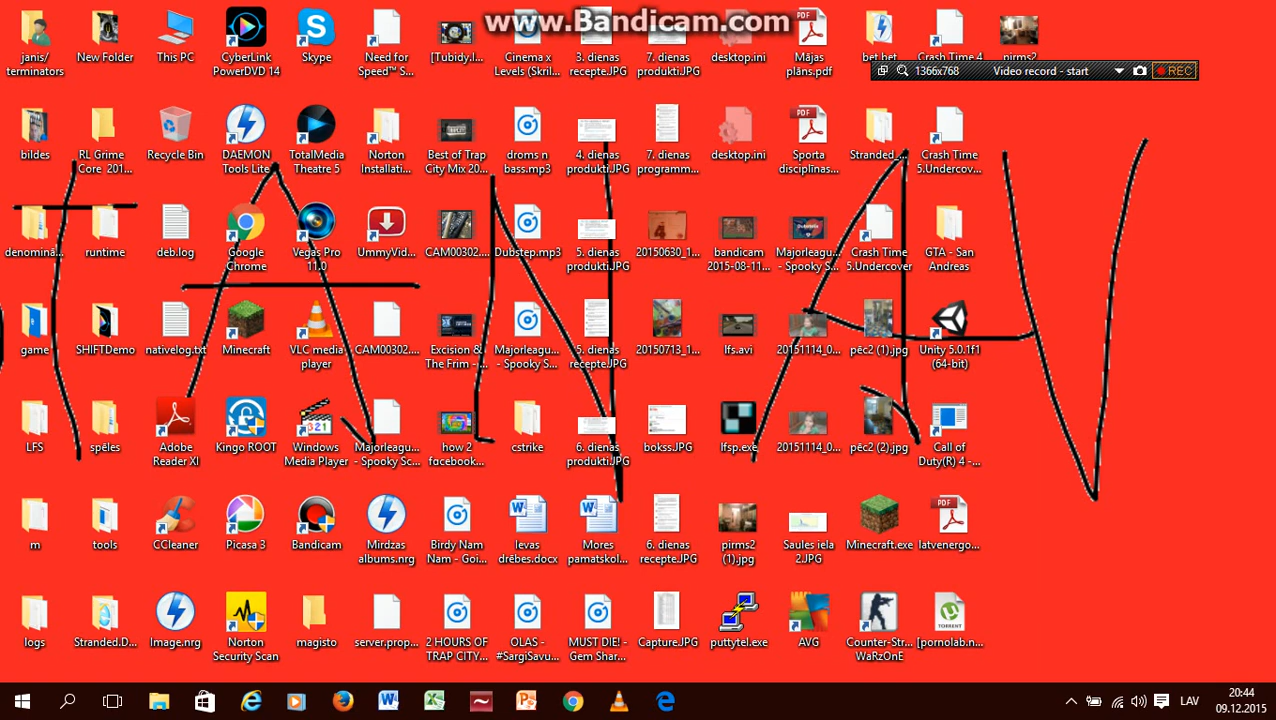 www.Bandicam.com
janis/ terminators
New Folder
This PC
CyberLink PowerDVD 14
Skype
Need for Speed™ S...
[Tubidy.I...
Cinema x Levels (Skril...
3. dienas recepte.JPG
7. dienas produkti.JPG
desktop.ini
Mājas plāns.pdf
bet bet
Crash Time 4
pirms2
1366x768 Video record - start REC
bildes
RL Grime Core 201...
Recycle Bin
DAEMON Tools Lite
TotalMedia Theatre 5
Norton Installati...
Best of Trap City Mix 20...
droms n bass.mp3
4. dienas produkti.JPG
7. dienas programm...
desktop.ini
Sporta disciplīnas...
Stranded_...
Crash Time 5.Undercov...
denominā...
runtime
deb.log
Google Chrome
Vegas Pro 11.0
UmmyVid...
CAM00302....
Dubstep.mp3
5. dienas produkti.JPG
20150630_1...
bandicam 2015-08-11...
Majorleagu... - Spooky S...
Crash Time 5.Undercover
GTA - San Andreas
game
SHIFTDemo
nativelog.txt
Minecraft
VLC media player
CAM00302....
Excision & The Frim - ...
Majorleagu... - Spooky S...
5. dienas recepte.JPG
20150713_1...
lfs.avi
20151114_0...
pēc2 (1).jpg
Unity 5.0.1f1 (64-bit)
LFS
spēles
Adobe Reader XI
Kingo ROOT
Windows Media Player
Majorleagu... - Spooky Sc...
how 2 facebook...
cstrike
6. dienas produkti.JPG
bokss.JPG
lfsp.exe
20151114_0...
pēc2 (2).jpg
Call of Duty(R) 4 -...
m
tools
CCleaner
Picasa 3
Bandicam
Mirdzas albums.nrg
Birdy Nam Nam - Goi...
Ievas drēbes.docx
Mores pamatskol...
6. dienas recepte.JPG
pirms2 (1).jpg
Saules iela 2.JPG
Minecraft.exe
latvenergo...
logs
Stranded.D...
Image.nrg
Norton Security Scan
magisto
server.prop...
2 HOURS OF TRAP CITY...
OLAS - #SargiSavu...
MUST DIE! - Gem Shar...
Capture.JPG
puttytel.exe
AVG
Counter-Str... WaRzOnE
[pornolab.n...
LAV
20:44
09.12.2015